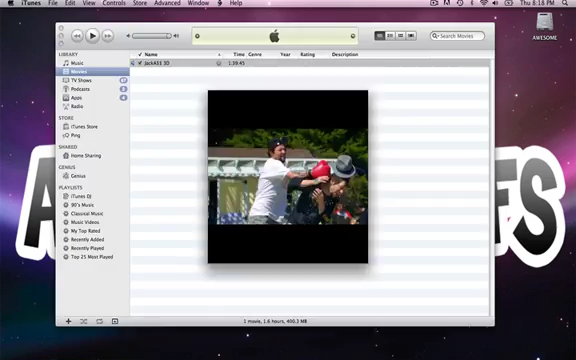 iTunes File Edit View Controls Store Advanced Window Help
Thu 8:18 PM
AWESOME
iTunes
Search Movies
LIBRARY
Music
Movies
TV Shows
Podcasts
Apps
Radio
STORE
iTunes Store
Ping
SHARED
Home Sharing
GENIUS
Genius
PLAYLISTS
iTunes DJ
90's Music
Classical Music
Music Videos
My Top Rated
Recently Added
Recently Played
Top 25 Most Played
Name Time Genre Year Rating Description
JackASS 3D 1:39:45
1 movie, 1.6 hours, 400.3 MB